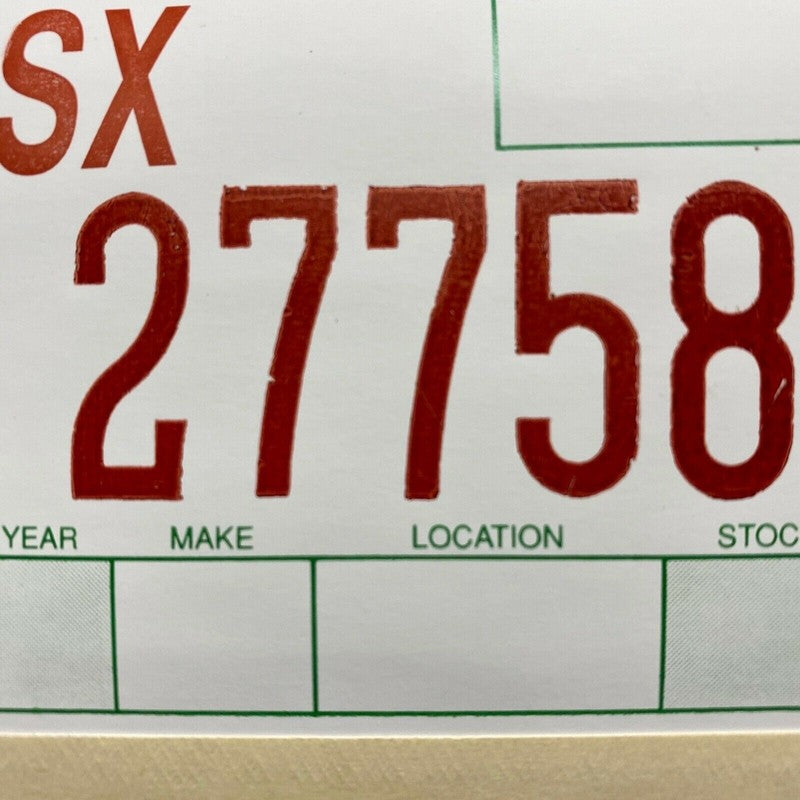 SX
27758
YEAR MAKE LOCATION STOC